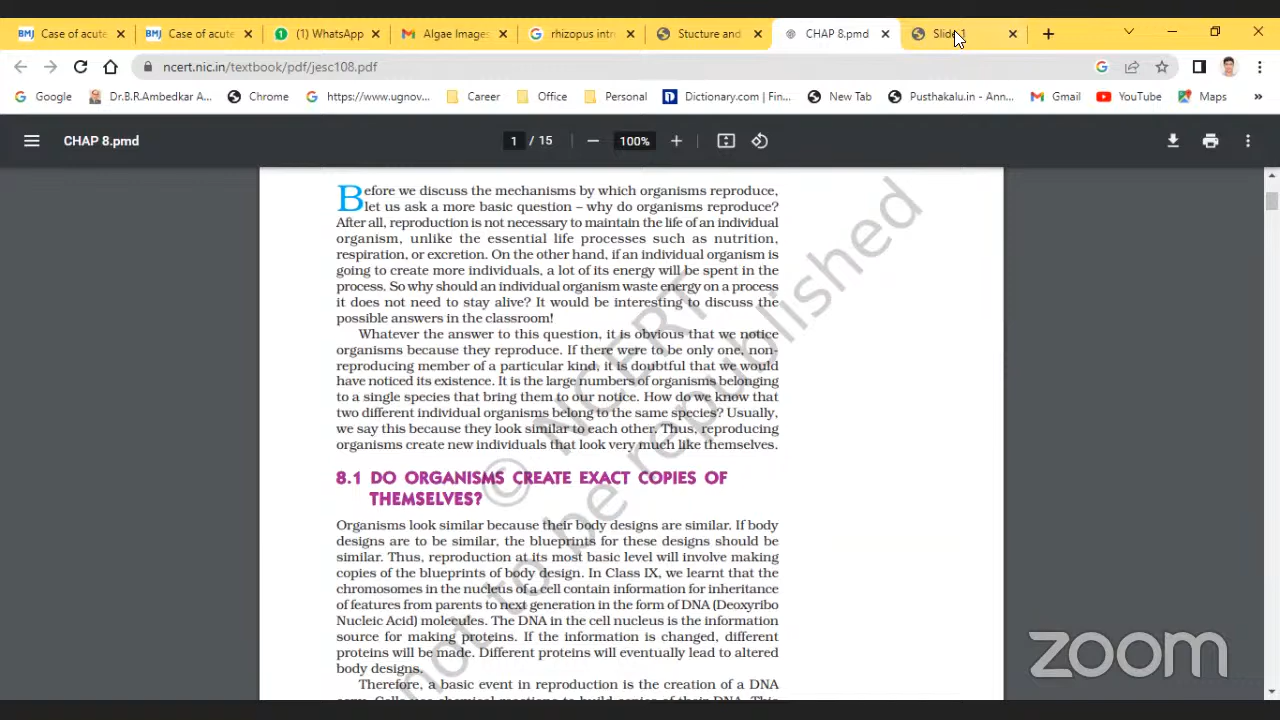 Case of acute
Case of acute
(1) WhatsApp
Algae Images
rhizopus intr
Stucture and
CHAP 8.pmd
Slide 1
ncert.nic.in/textbook/pdf/jesc108.pdf
Google
Dr.B.R.Ambedkar A...
Chrome
https://www.ugnov...
Career
Office
Personal
Dictionary.com | Fin...
New Tab
Pusthakalu.in - Ann...
Gmail
YouTube
Maps
»
CHAP 8.pmd
1 / 15
100%
Before we discuss the mechanisms by which organisms reproduce,
let us ask a more basic question – why do organisms reproduce?
After all, reproduction is not necessary to maintain the life of an individual
organism, unlike the essential life processes such as nutrition,
respiration, or excretion. On the other hand, if an individual organism is
going to create more individuals, a lot of its energy will be spent in the
process. So why should an individual organism waste energy on a process
it does not need to stay alive? It would be interesting to discuss the
possible answers in the classroom!
Whatever the answer to this question, it is obvious that we notice
organisms because they reproduce. If there were to be only one, non-
reproducing member of a particular kind, it is doubtful that we would
have noticed its existence. It is the large numbers of organisms belonging
to a single species that bring them to our notice. How do we know that
two different individual organisms belong to the same species? Usually,
we say this because they look similar to each other. Thus, reproducing
organisms create new individuals that look very much like themselves.
8.1 DO ORGANISMS CREATE EXACT COPIES OF
THEMSELVES?
Organisms look similar because their body designs are similar. If body
designs are to be similar, the blueprints for these designs should be
similar. Thus, reproduction at its most basic level will involve making
copies of the blueprints of body design. In Class IX, we learnt that the
chromosomes in the nucleus of a cell contain information for inheritance
of features from parents to next generation in the form of DNA (Deoxyribo
Nucleic Acid) molecules. The DNA in the cell nucleus is the information
source for making proteins. If the information is changed, different
proteins will be made. Different proteins will eventually lead to altered
body designs.
Therefore, a basic event in reproduction is the creation of a DNA
copy. Cells use chemical reactions to build copies of their DNA. This
© NCERT
not to be republished
zoom